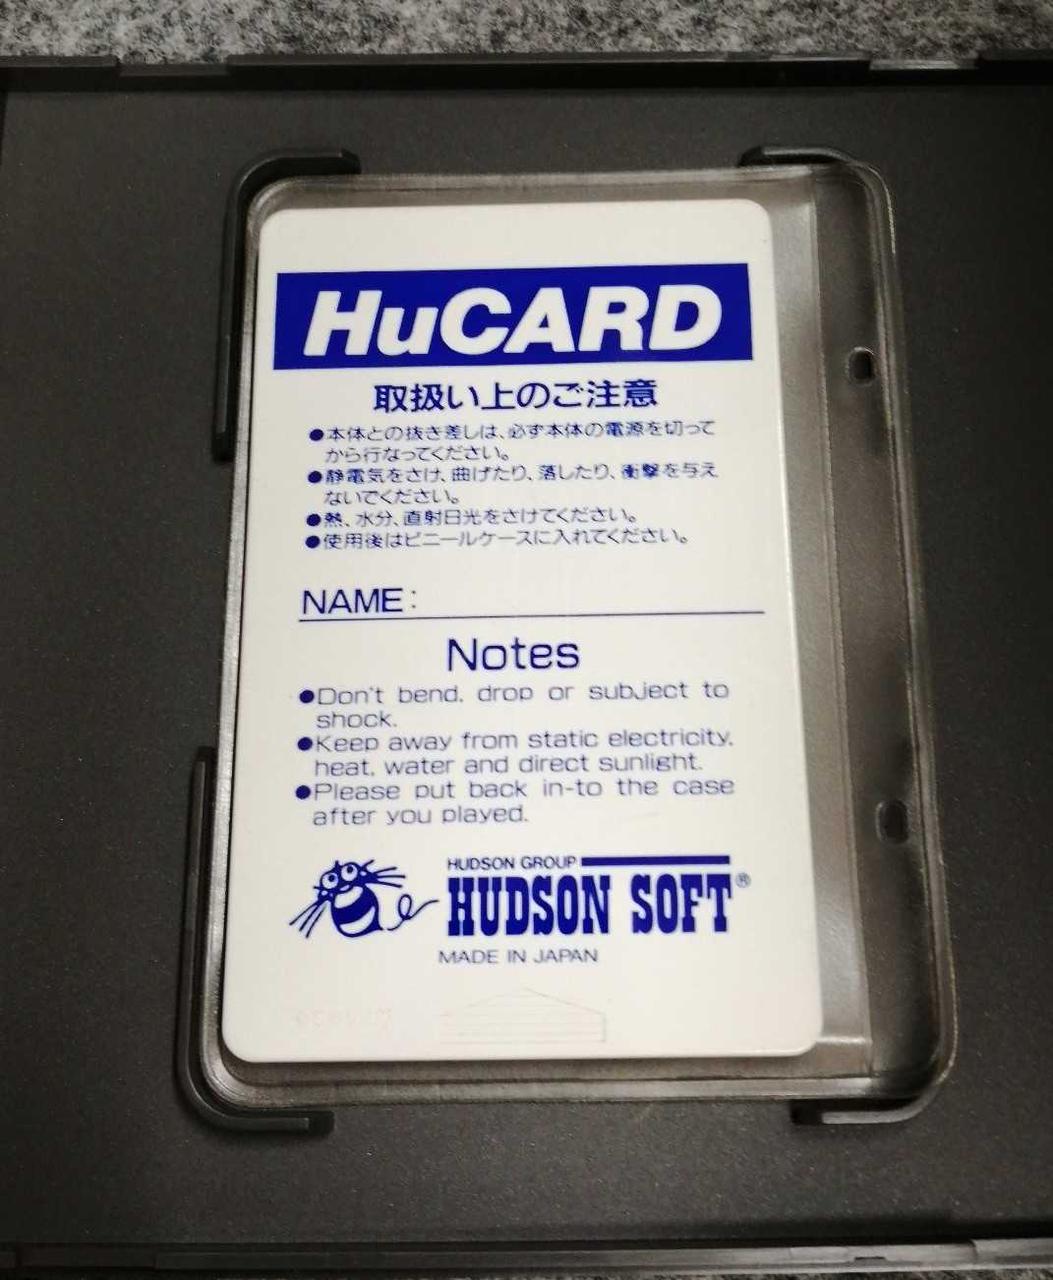 HuCARD
取扱い上のご注意
●本体との抜き差しは、必ず本体の電源を切って
から行なってください。
●静電気をさけ、曲げたり、落したり、衝撃を与え
ないでください。
●熱、水分、直射日光をさけてください。
●使用後はビニールケースに入れてください。
NAME:
Notes
●Don't bend, drop or subject to
shock.
●Keep away from static electricity,
heat, water and direct sunlight.
●Please put back in-to the case
after you played.
HUDSON GROUP
HUDSON SOFT®
MADE IN JAPAN